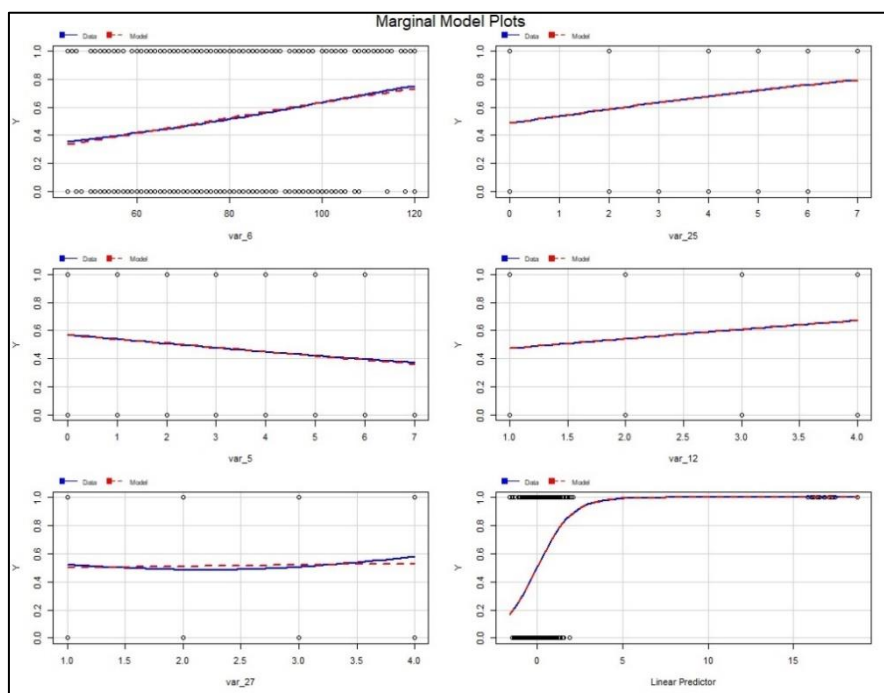 Marginal Model Plots
Data Model
Y
0.0 0.2 0.4 0.6 0.8 1.0
60 80 100 120
var_6
Data Model
Y
0.0 0.2 0.4 0.6 0.8 1.0
0 1 2 3 4 5 6 7
var_25
Data Model
Y
0.0 0.2 0.4 0.6 0.8 1.0
0 1 2 3 4 5 6 7
var_5
Data Model
Y
0.0 0.2 0.4 0.6 0.8 1.0
1.0 1.5 2.0 2.5 3.0 3.5 4.0
var_12
Data Model
Y
0.0 0.2 0.4 0.6 0.8 1.0
1.0 1.5 2.0 2.5 3.0 3.5 4.0
var_27
Data Model
Y
0.0 0.2 0.4 0.6 0.8 1.0
0 5 10 15
Linear Predictor